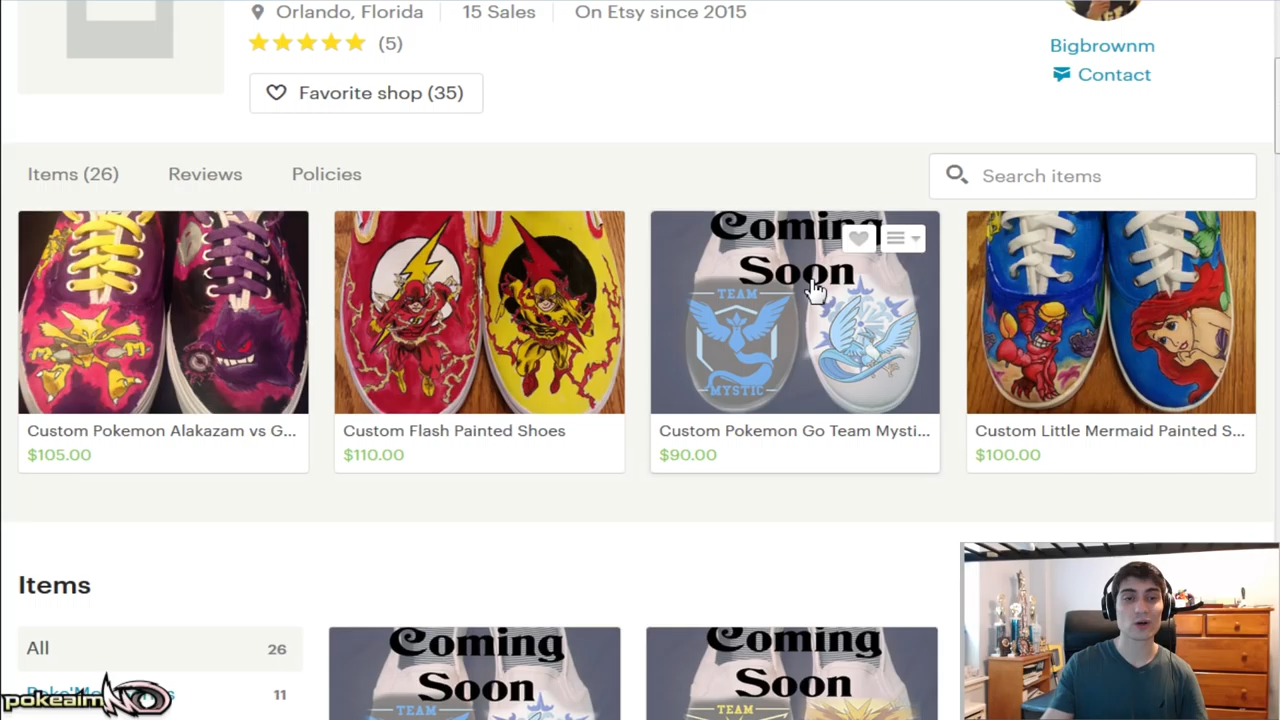 Orlando, Florida
15 Sales
On Etsy since 2015
(5)
Favorite shop (35)
Bigbrownm
Contact
Items (26)
Reviews
Policies
Search items
Coming
Soon
TEAM
MYSTIC
Custom Pokemon Alakazam vs G...
$105.00
Custom Flash Painted Shoes
$110.00
Custom Pokemon Go Team Mysti...
$90.00
Custom Little Mermaid Painted S...
$100.00
Items
All
26
11
Coming
Soon
TEAM
Coming
Soon
TEAM
pokeaimMD